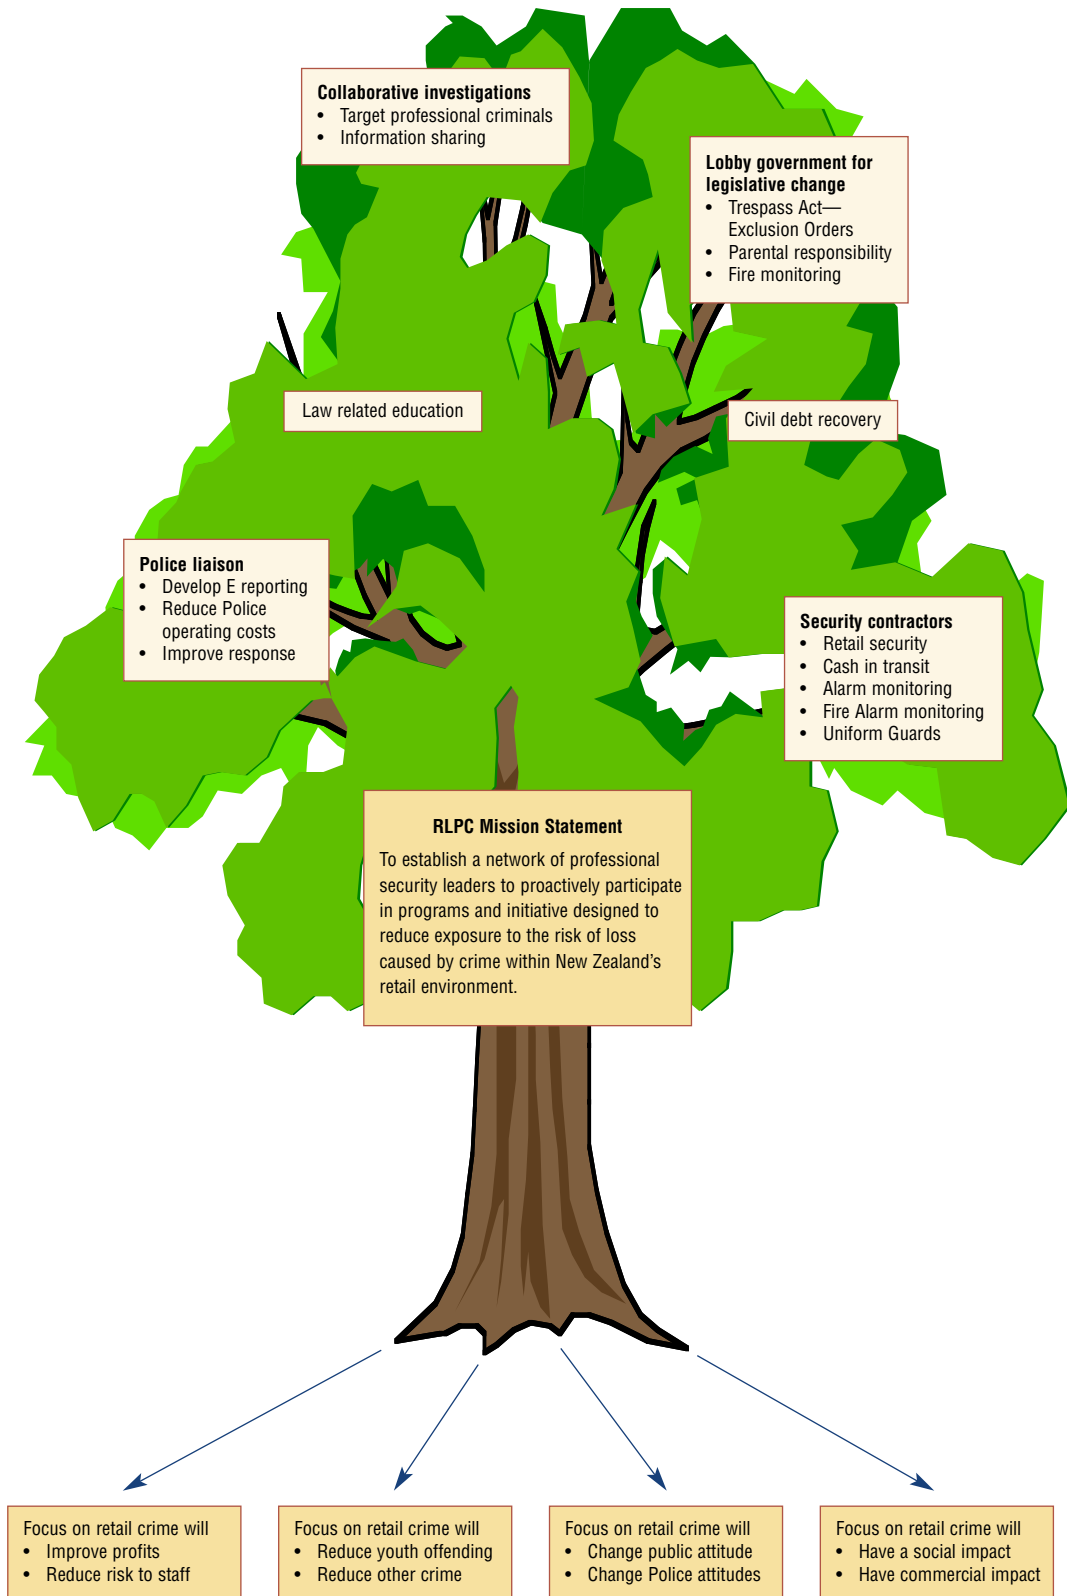 Collaborative investigations
• Target professional criminals
• Information sharing
Lobby government for
legislative change
• Trespass Act—
Exclusion Orders
• Parental responsibility
• Fire monitoring
Law related education
Civil debt recovery
Police liaison
• Develop E reporting
• Reduce Police
operating costs
• Improve response
Security contractors
• Retail security
• Cash in transit
• Alarm monitoring
• Fire Alarm monitoring
• Uniform Guards
RLPC Mission Statement
To establish a network of professional
security leaders to proactively participate
in programs and initiative designed to
reduce exposure to the risk of loss
caused by crime within New Zealand’s
retail environment.
Focus on retail crime will
• Improve profits
• Reduce risk to staff
Focus on retail crime will
• Reduce youth offending
• Reduce other crime
Focus on retail crime will
• Change public attitude
• Change Police attitudes
Focus on retail crime will
• Have a social impact
• Have commercial impact